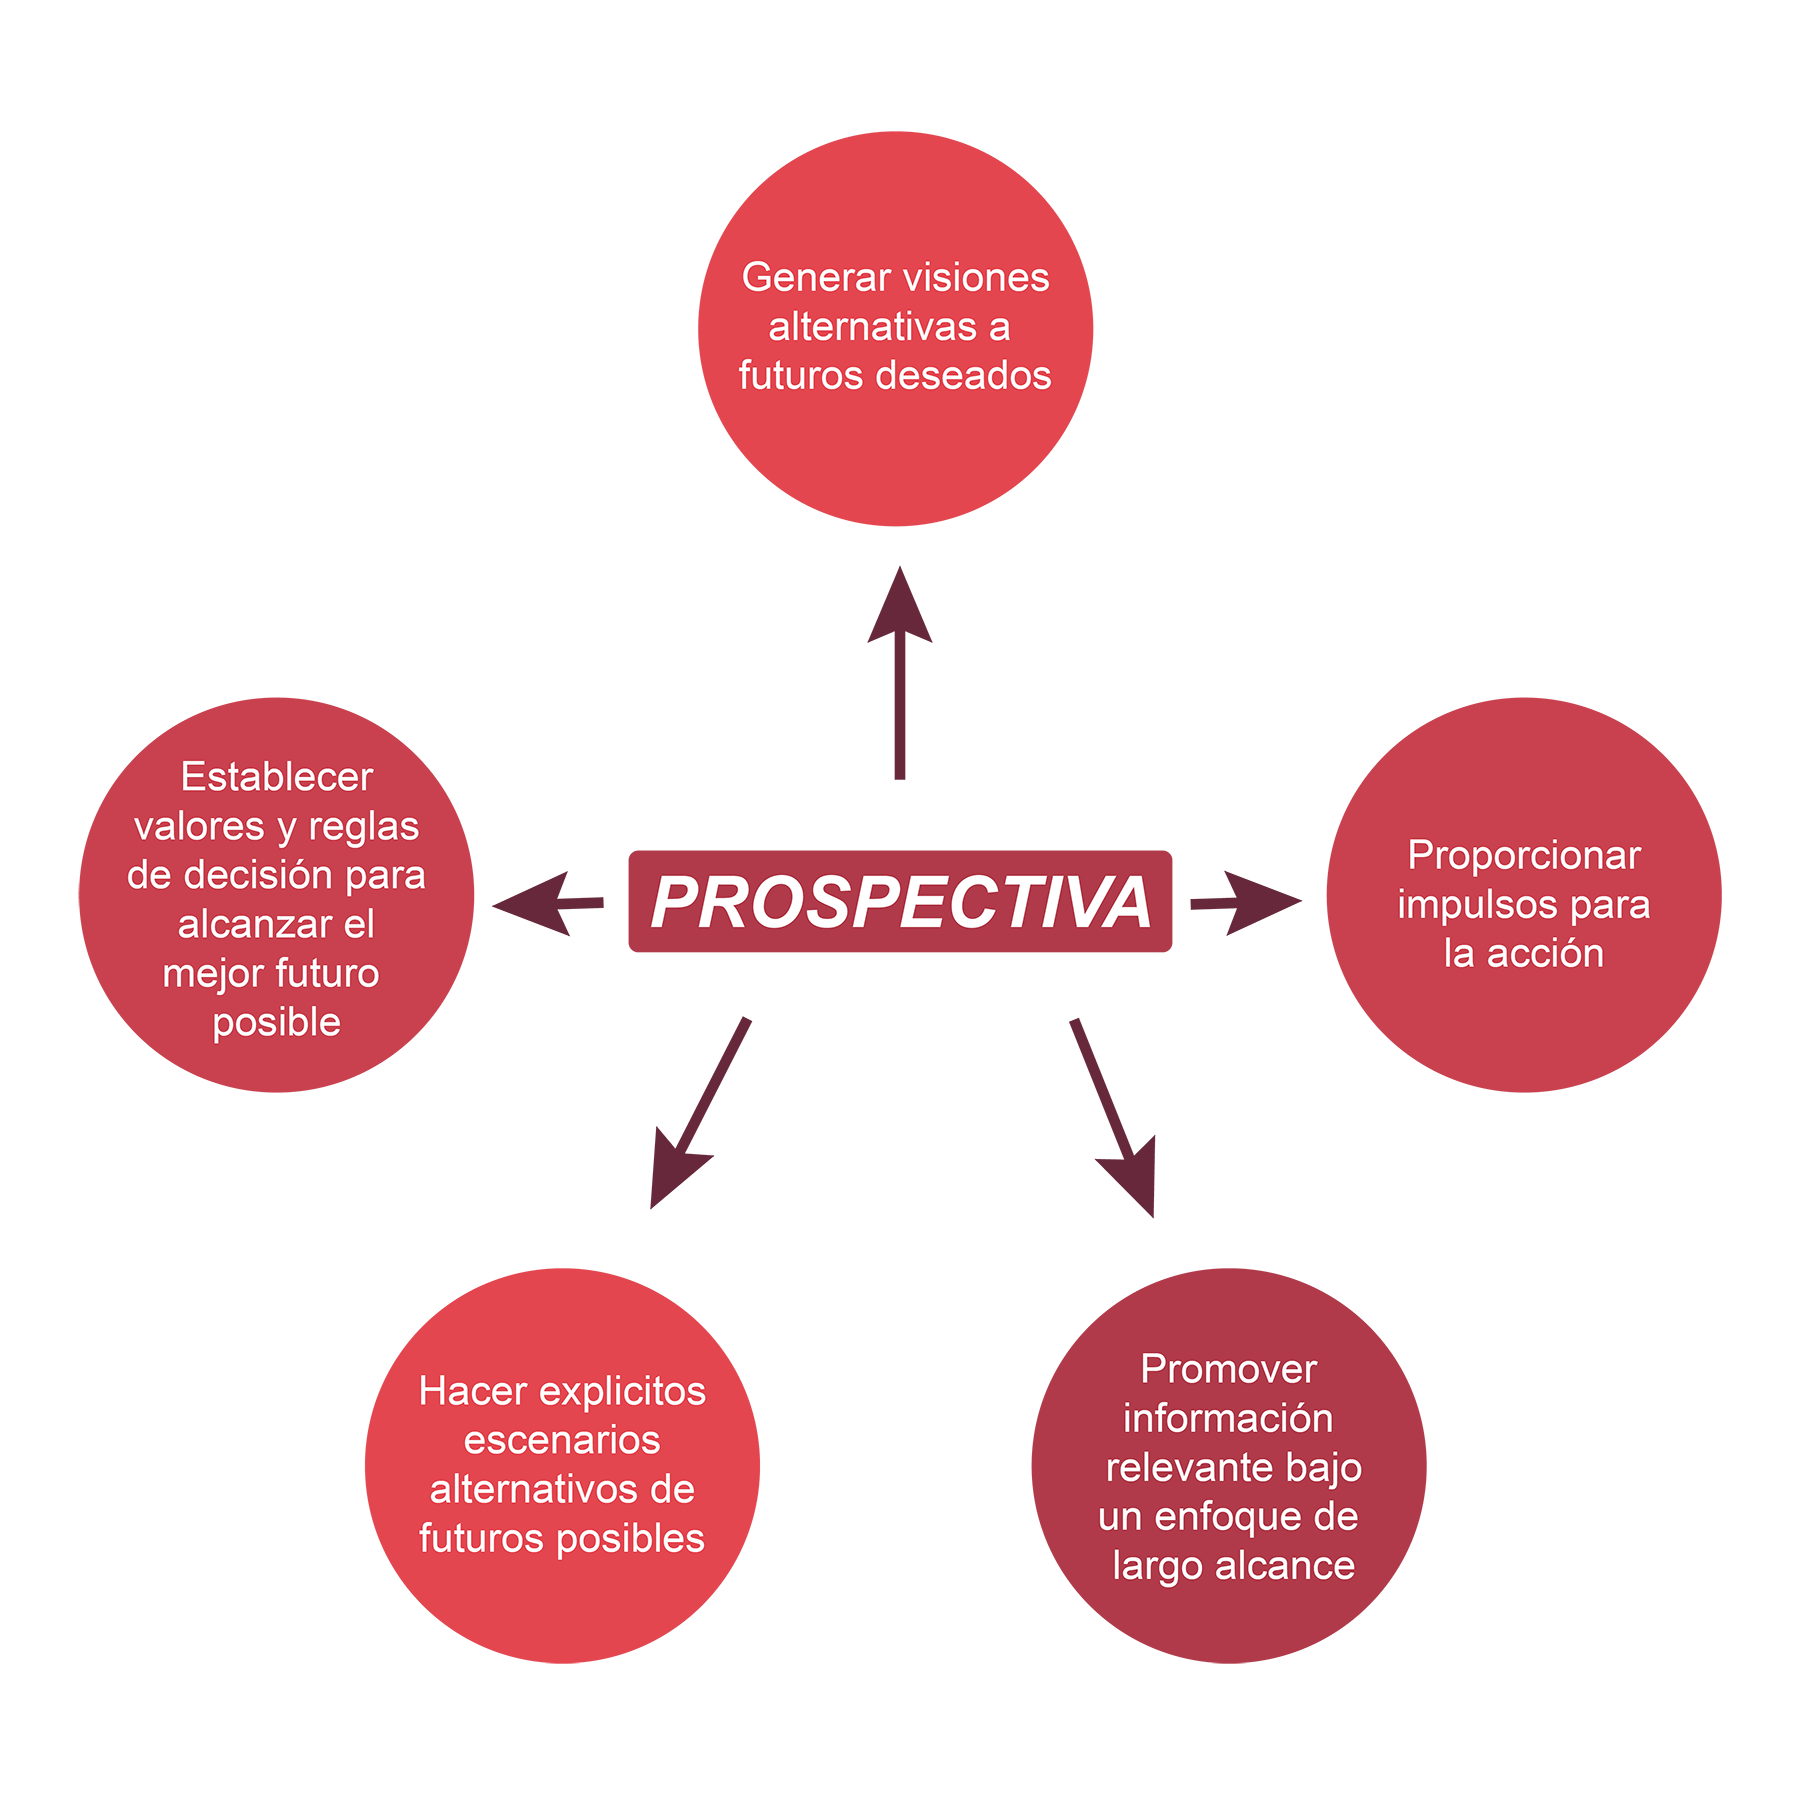 Generar visiones
alternativas a
futuros deseados
Establecer
valores y reglas
de decisión para
alcanzar el
mejor futuro
posible
PROSPECTIVA
Proporcionar
impulsos para
la acción
Hacer explicitos
escenarios
alternativos de
futuros posibles
Promover
información
relevante bajo
un enfoque de
largo alcance